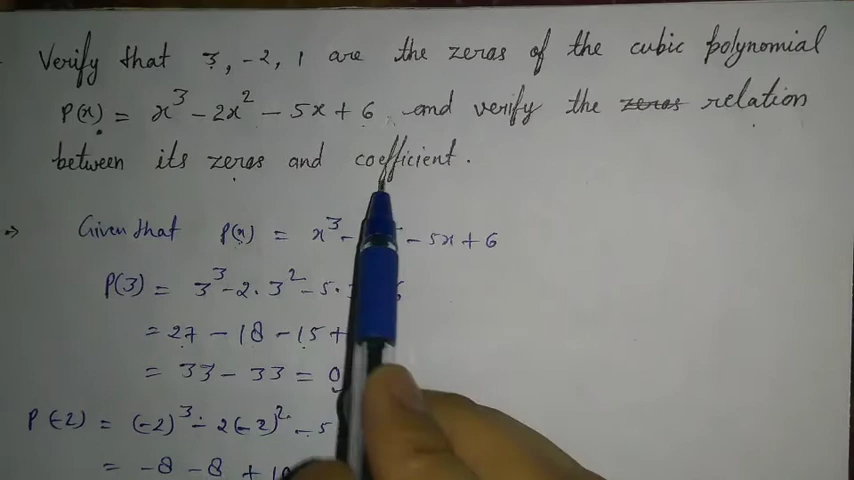 Verify that 3, -2, 1 are the zeros of the cubic polynomial
P(x) = x³ - 2x² - 5x + 6 and verify the zeros relation
between its zeros and coefficient.
⇒ Given that P(x) = x³ - - 5x + 6
P(3) = 3³ - 2·3² - 5·
= 27 - 18 - 15 +
= 33 - 33 = 0
P(-2) = (-2)³ - 2(-2)² - 5
= -8 - 8 + 10